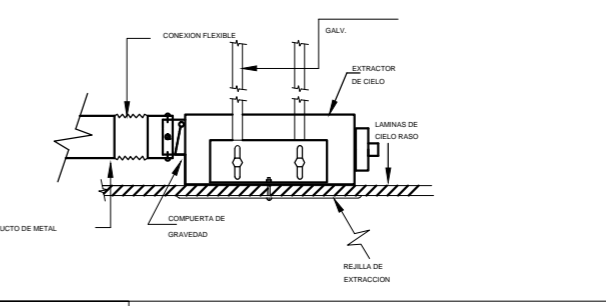 GALV.
CONEXION FLEXIBLE
EXTRACTOR
DE CIELO
LAMINAS DE
CIELO RASO
COMPUERTA DE
GRAVEDAD
UCTO DE METAL
REJILLA DE
EXTRACCION